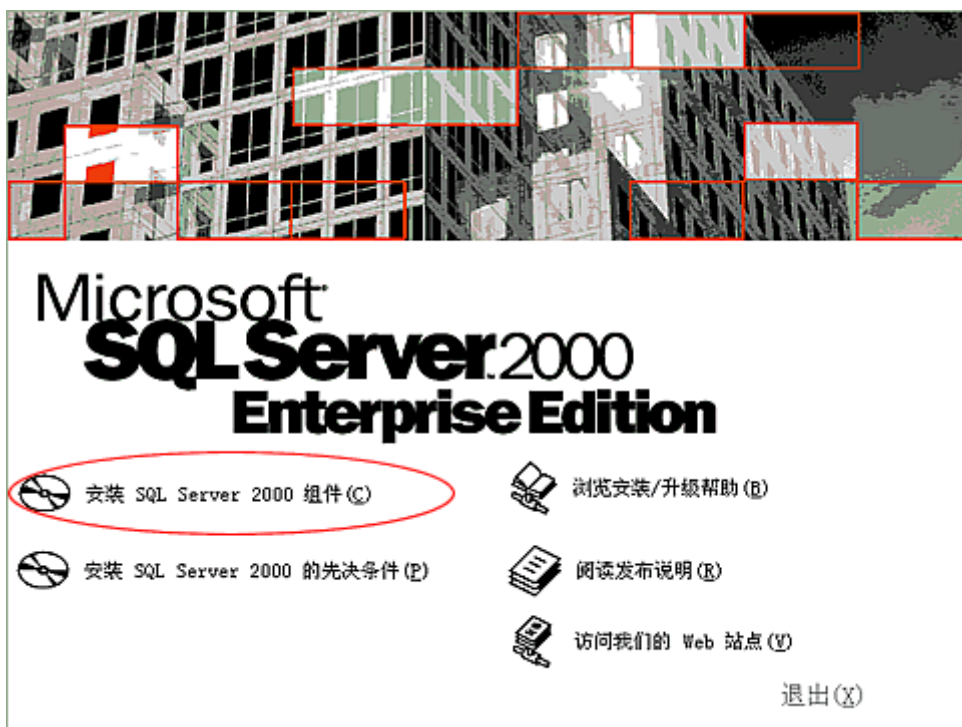 Microsoft
SQL Server 2000
Enterprise Edition
安装 SQL Server 2000 组件(C)
浏览安装/升级帮助(B)
安装 SQL Server 2000 的先决条件(P)
阅读发布说明(R)
访问我们的 Web 站点(V)
退出(X)